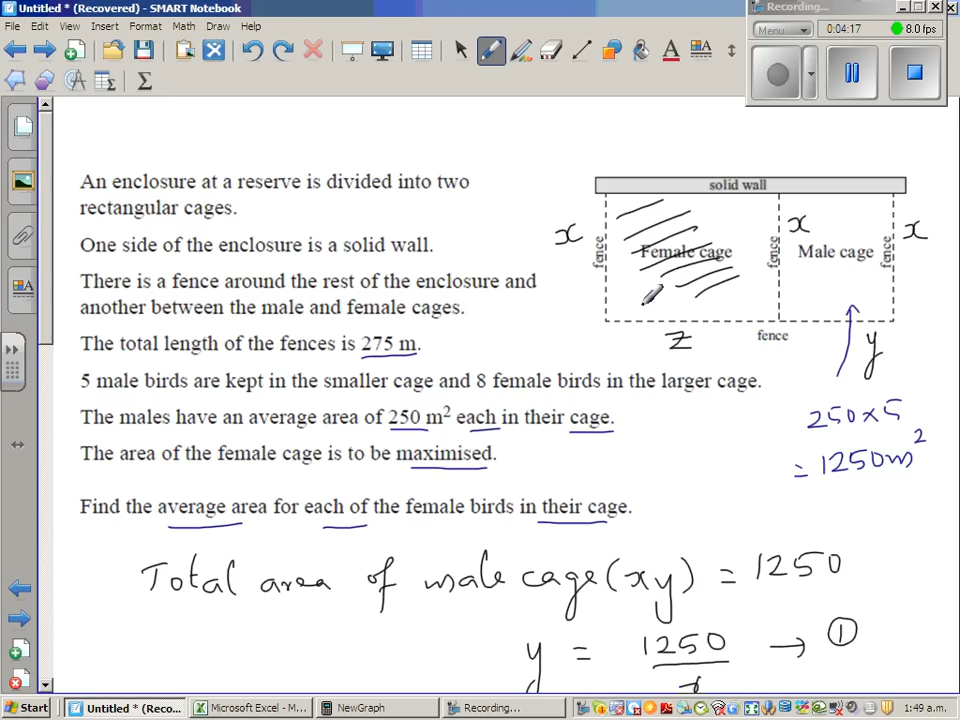 Untitled * (Recovered) - SMART Notebook
Recording...
File Edit View Insert Format Math Draw Help
Menu 0:04:17 8.0 fps
An enclosure at a reserve is divided into two
rectangular cages.
One side of the enclosure is a solid wall.
There is a fence around the rest of the enclosure and
another between the male and female cages.
The total length of the fences is 275 m.
5 male birds are kept in the smaller cage and 8 female birds in the larger cage.
The males have an average area of 250 m² each in their cage.
The area of the female cage is to be maximised.
Find the average area for each of the female birds in their cage.
solid wall
x fence Female cage fence x Male cage fence x
z fence y
250 × 5
= 1250m²
Total area of male cage (xy) = 1250
y = 1250 → ①
x
Start Untitled * (Reco... Microsoft Excel - M... NewGraph Recording... 1:49 a.m.